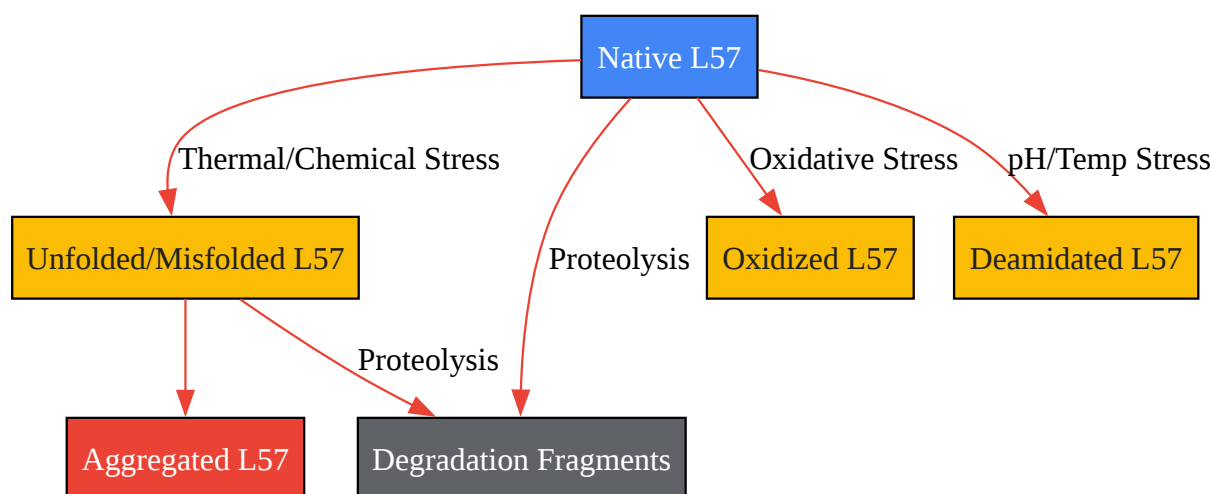 Native L57
Thermal/Chemical Stress
Oxidative Stress
pH/Temp Stress
Unfolded/Misfolded L57
Proteolysis
Oxidized L57
Deamidated L57
Proteolysis
Aggregated L57
Degradation Fragments